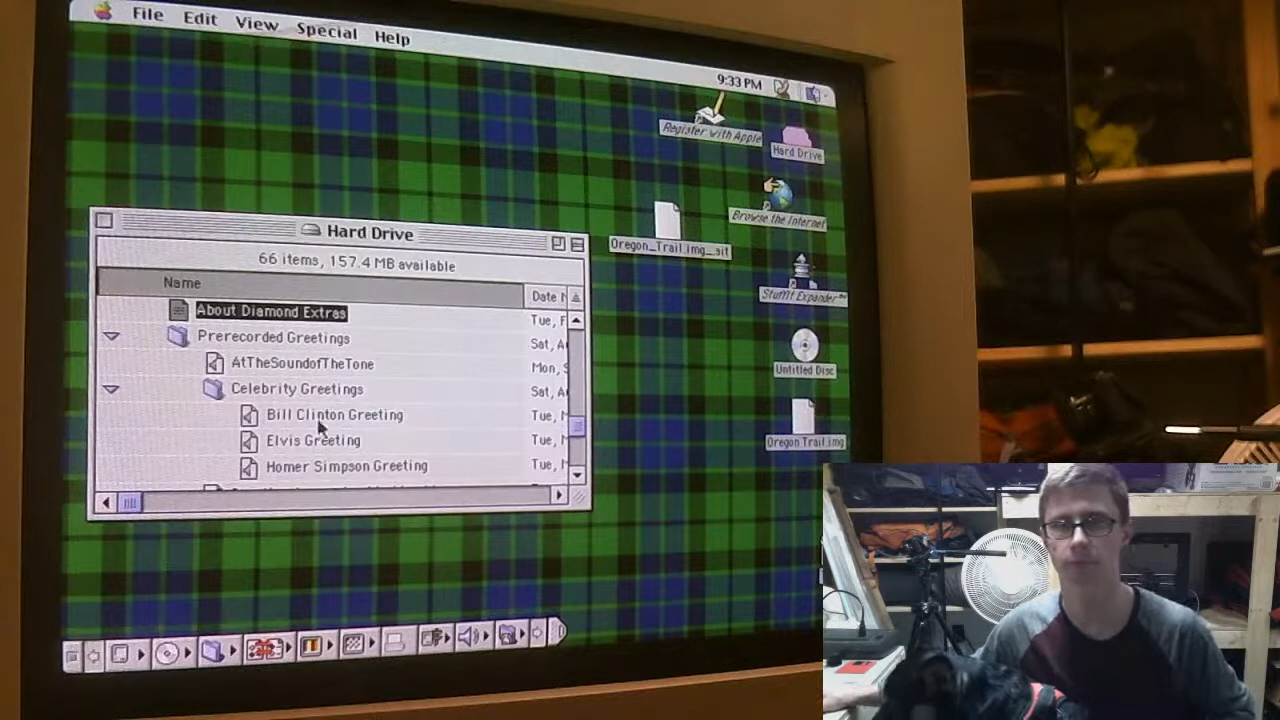 File Edit View Special Help
9:33 PM
Register with Apple
Hard Drive
Browse the Internet
Oregon_Trail.img_.sit
StuffIt Expander™
Untitled Disc
Oregon Trail.img
Hard Drive
66 items, 157.4 MB available
Name
Date
About Diamond Extras
Tue, F
Prerecorded Greetings
Sat, A
AtTheSoundofTheTone
Mon, S
Celebrity Greetings
Sat, A
Bill Clinton Greeting
Tue, M
Elvis Greeting
Tue, M
Homer Simpson Greeting
Tue, M